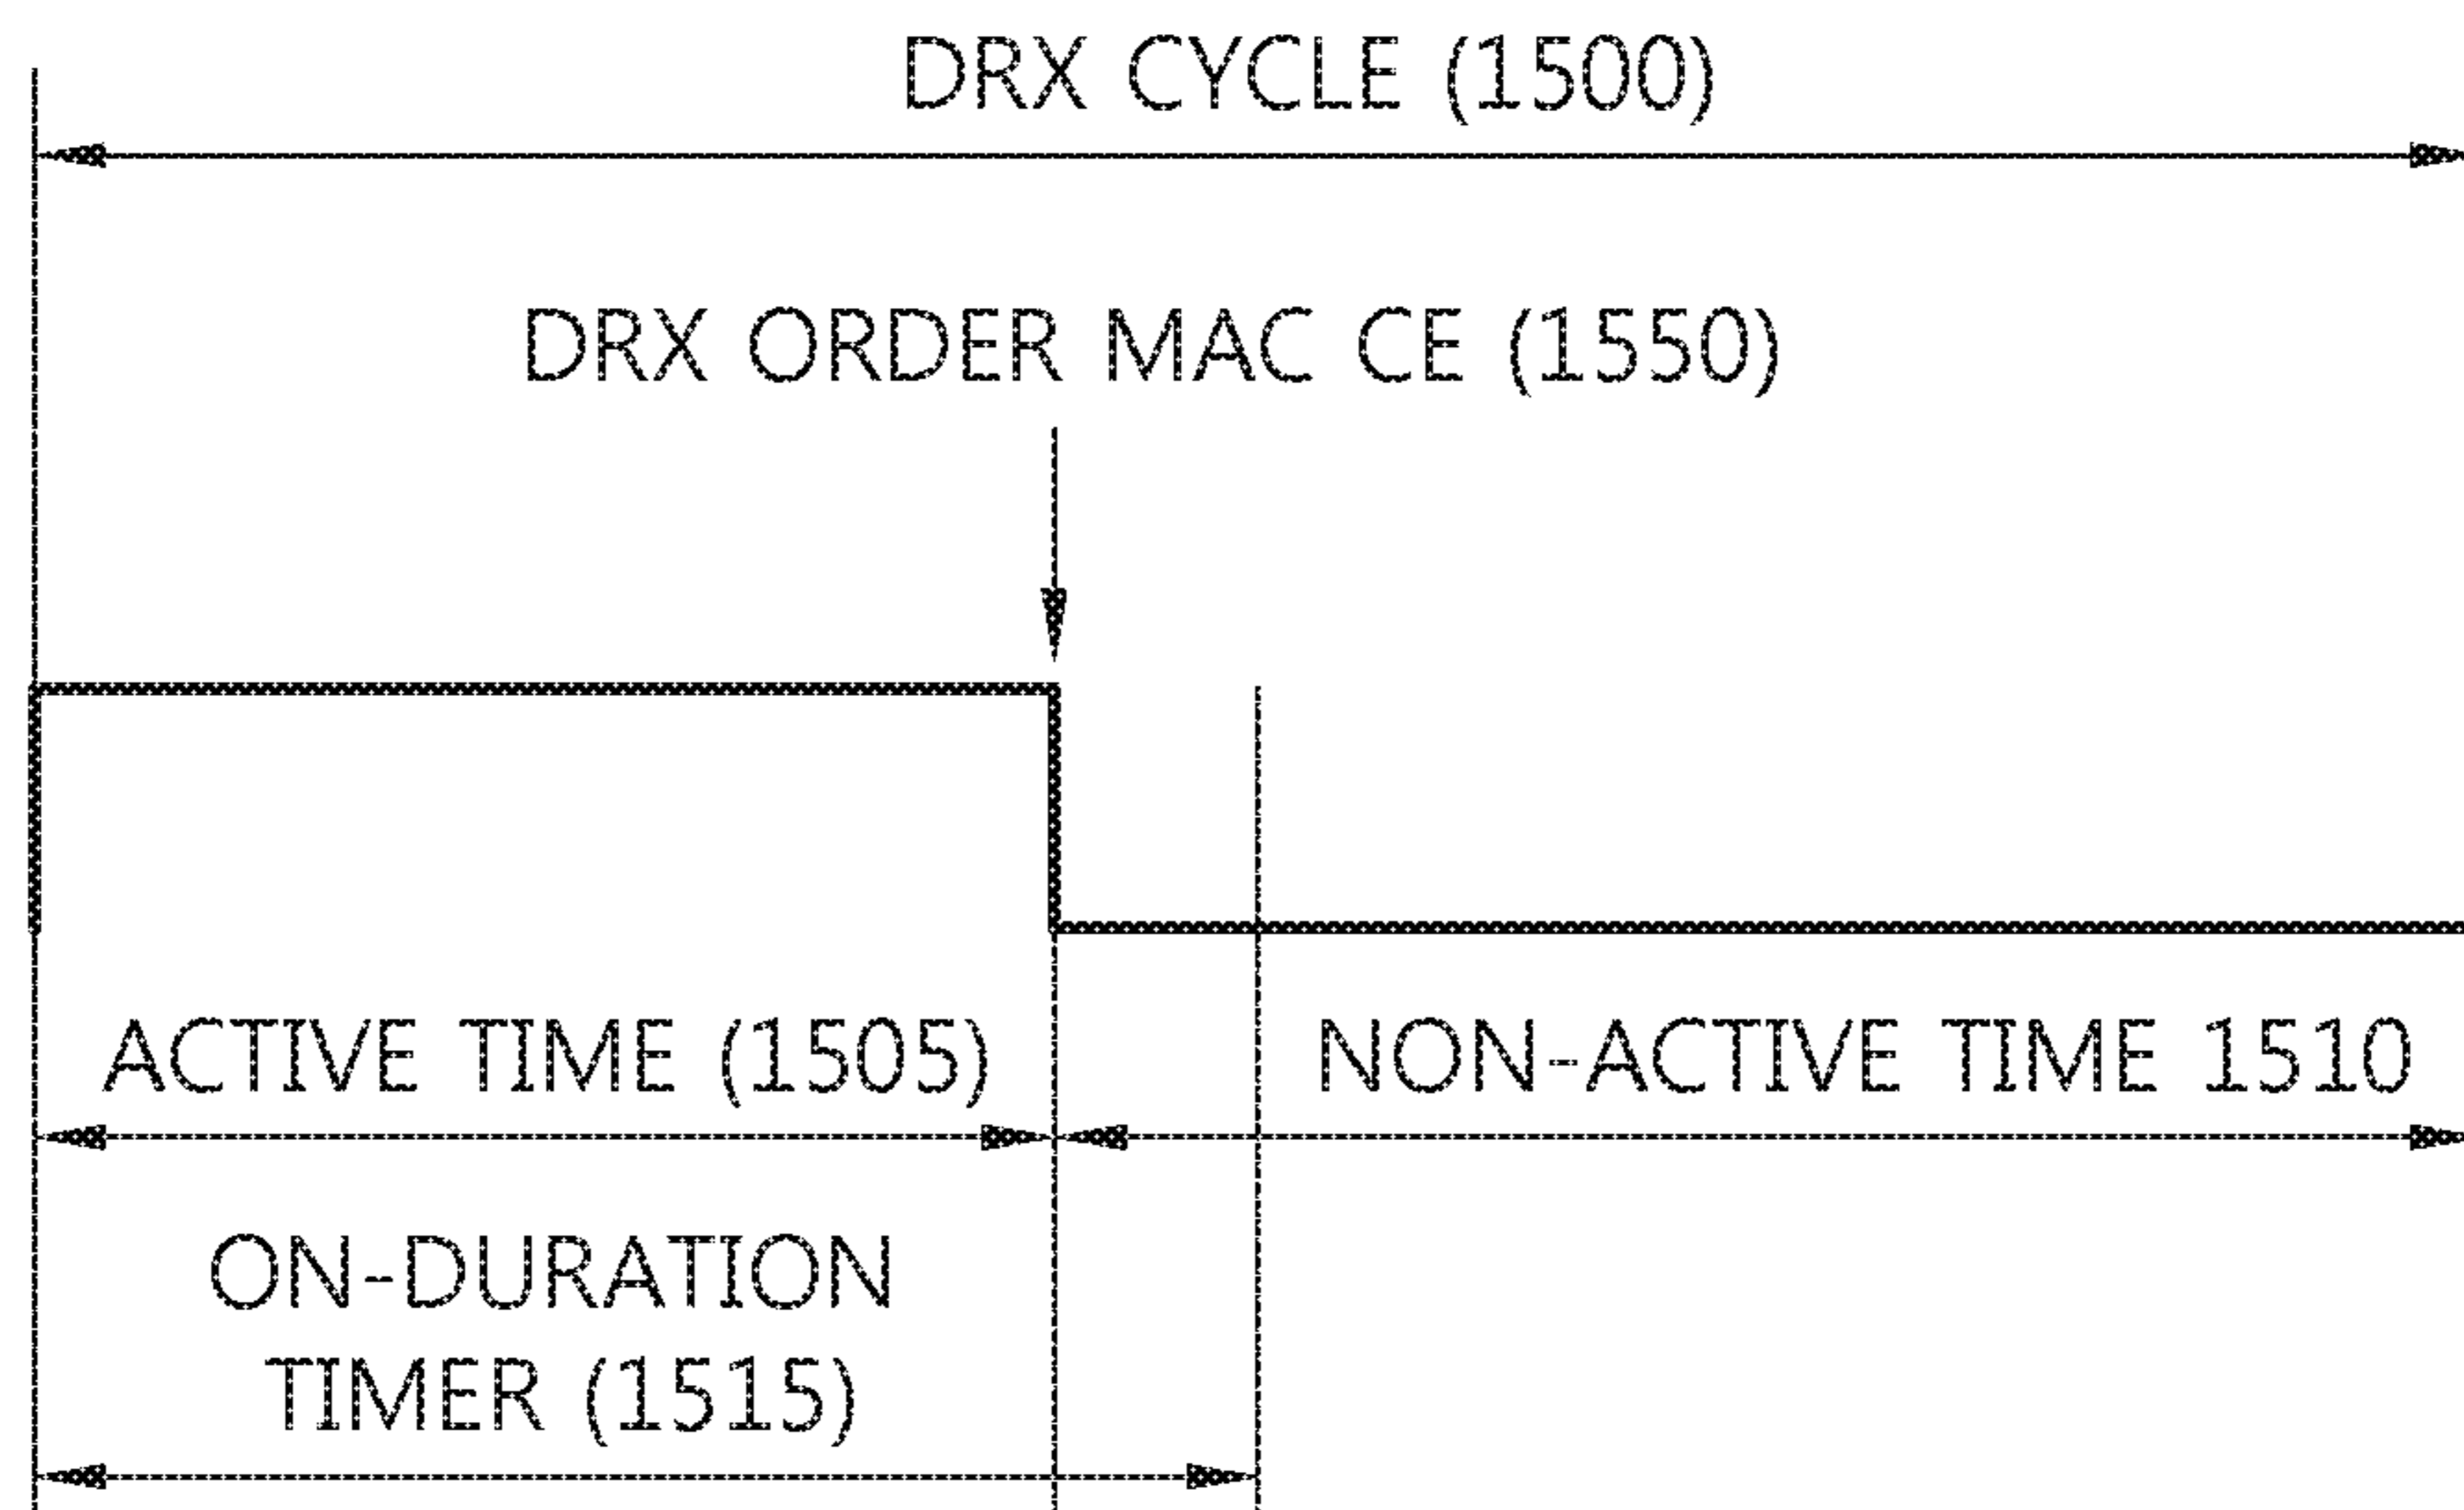 DRX CYCLE (1500)
DRX ORDER MAC CE (1550)
ACTIVE TIME (1505)
NON-ACTIVE TIME 1510
ON-DURATION
TIMER (1515)